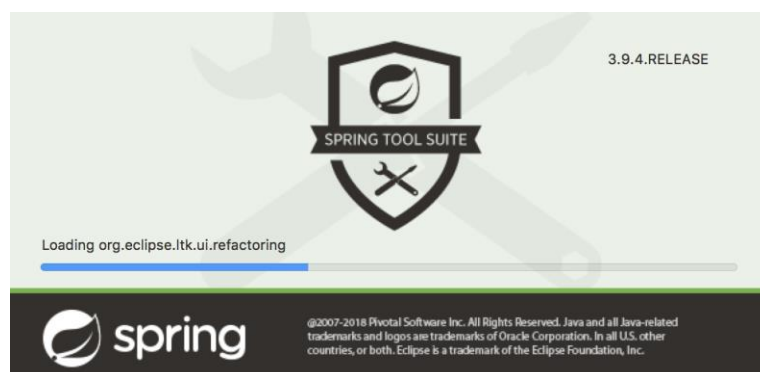 3.9.4.RELEASE
SPRING TOOL SUITE
Loading org.eclipse.ltk.ui.refactoring
spring
@2007-2018 Pivotal Software Inc. All Rights Reserved. Java and all Java-related
trademarks and logos are trademarks of Oracle Corporation. In all U.S. other
countries, or both. Eclipse is a trademark of the Eclipse Foundation, Inc.